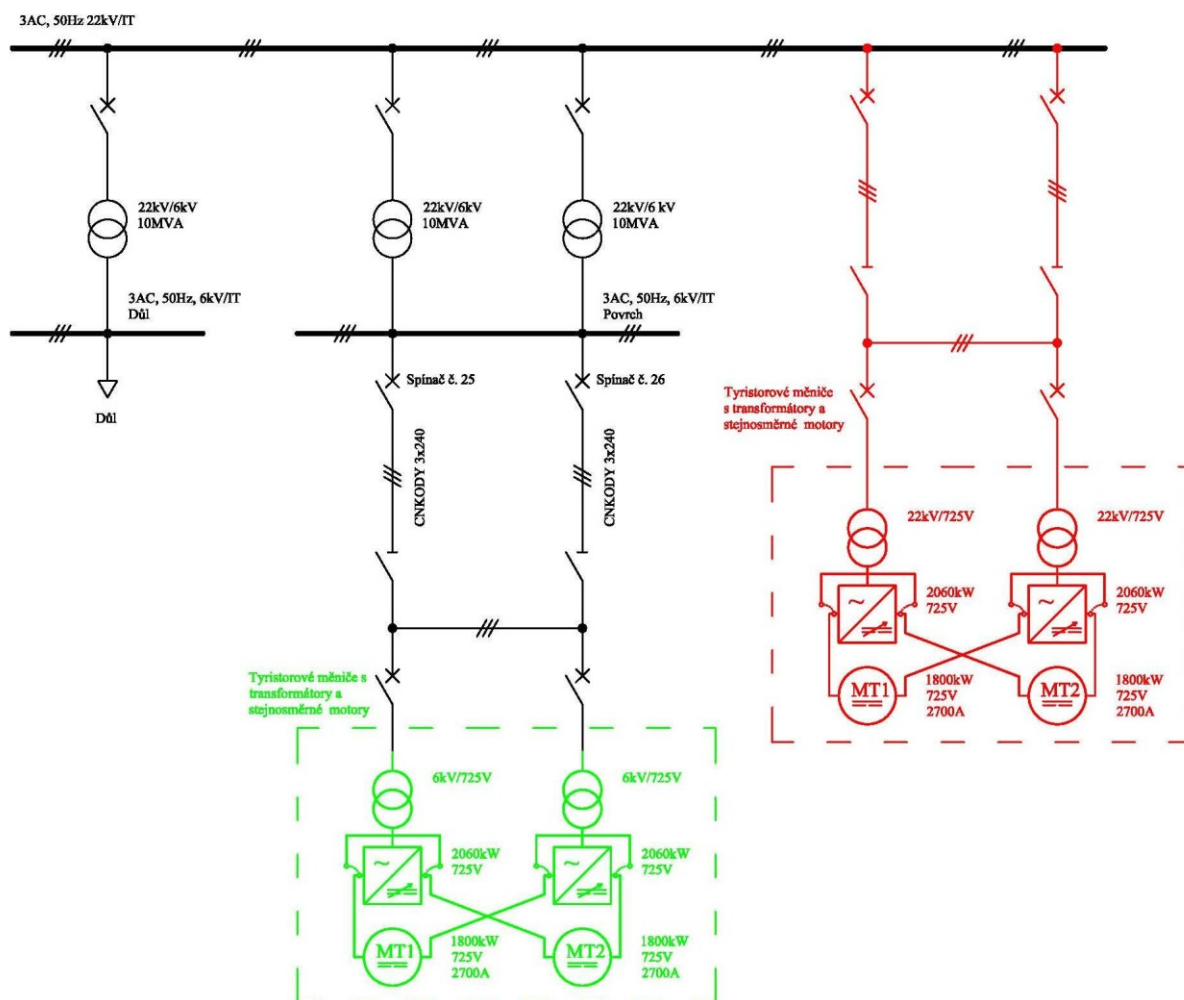 3AC, 50Hz 22kV/IT
22kV/6kV
10MVA
22kV/6kV
10MVA
22kV/6 kV
10MVA
3AC, 50Hz, 6kV/IT
Důl
3AC, 50Hz, 6kV/IT
Povrch
Důl
Spínač č. 25
Spínač č. 26
CNKODY 3x240
CNKODY 3x240
Tyristorové měniče
s transformátory a
stejnosměrné motory
22kV/725V
22kV/725V
2060kW
725V
2060kW
725V
MT1
1800kW
725V
2700A
MT2
1800kW
725V
2700A
Tyristorové měniče s
transformátory a
stejnosměrné motory
6kV/725V
6kV/725V
2060kW
725V
2060kW
725V
MT1
1800kW
725V
2700A
MT2
1800kW
725V
2700A